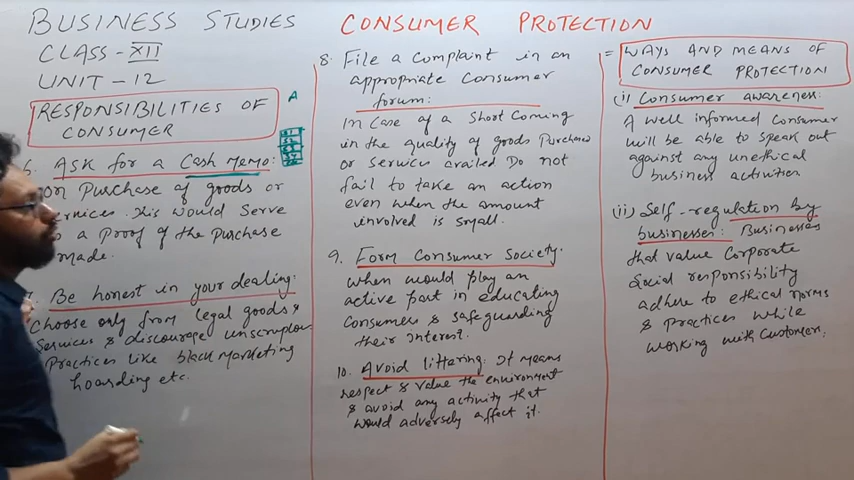 BUSINESS STUDIES
CONSUMER PROTECTION
CLASS-XII
UNIT-12
RESPONSIBILITIES OF
CONSUMER
A
6. ASK FOR a Cash Memo:
on Purchase of goods or
services. This would Serve
a Proof of the Purchase
made.
Be honest in your dealing:
Choose only from legal goods &
Services & discourage unscrupulous
Practices like black marketing
hoarding etc.
8. File a Complaint in an
appropriate Consumer
forum:
In Case of a Short Coming
in the quality of goods Purchased
or Services availed Do not
fail to take an action
even when the amount
involved is small.
9. Form Consumer Society.
when would play an
active part in educating
Consumers & safeguarding
their interest.
10. Avoid littering: It means
respect & value the environment
& avoid any activity that
would adversely affect it.
= WAYS AND MEANS OF
CONSUMER PROTECTION
(i) Consumer awareness:
A well informed Consumer
will be able to speak out
against any unethical
business activities
(ii) Self-regulation by
businesses: Businesses
that value Corporate
Social responsibility
adhere to ethical norms
& Practices while
working with Customers.